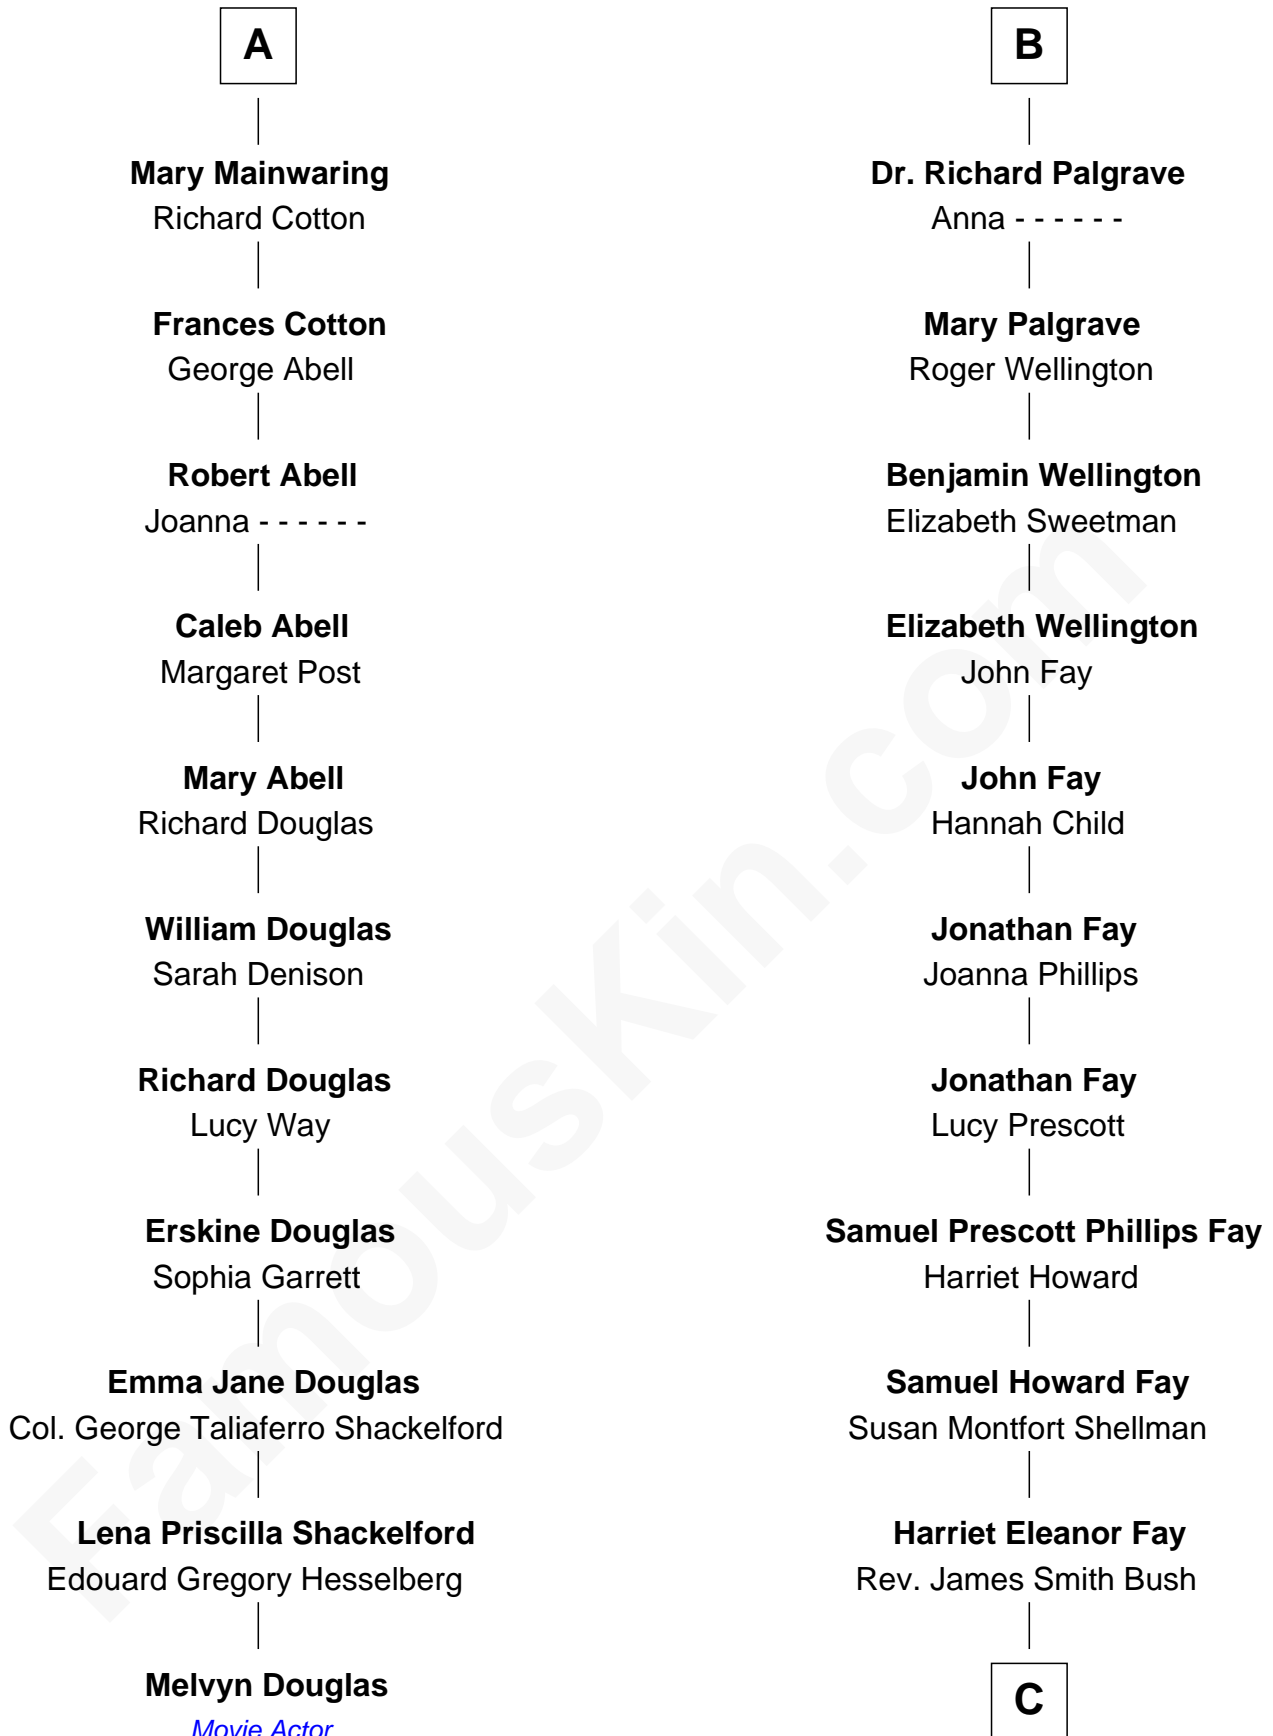 A
Mary Mainwaring
Richard Cotton
Frances Cotton
George Abell
Robert Abell
Joanna - - - - - -
Caleb Abell
Margaret Post
Mary Abell
Richard Douglas
William Douglas
Sarah Denison
Richard Douglas
Lucy Way
Erskine Douglas
Sophia Garrett
Emma Jane Douglas
Col. George Taliaferro Shackelford
Lena Priscilla Shackelford
Edouard Gregory Hesselberg
Melvyn Douglas
Movie Actor
B
Dr. Richard Palgrave
Anna - - - - - -
Mary Palgrave
Roger Wellington
Benjamin Wellington
Elizabeth Sweetman
Elizabeth Wellington
John Fay
John Fay
Hannah Child
Jonathan Fay
Joanna Phillips
Jonathan Fay
Lucy Prescott
Samuel Prescott Phillips Fay
Harriet Howard
Samuel Howard Fay
Susan Montfort Shellman
Harriet Eleanor Fay
Rev. James Smith Bush
C
FamousKin.com